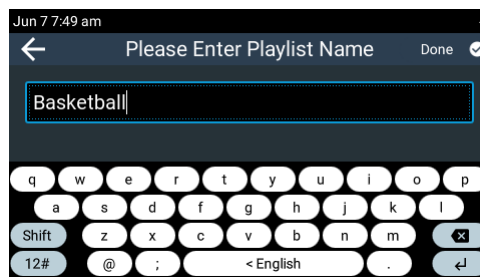 Jun 7 7:49 am
Please Enter Playlist Name Done
Basketball
q w e r t y u i o p
a s d f g h j k l
Shift z x c v b n m
12# @ ; < English .